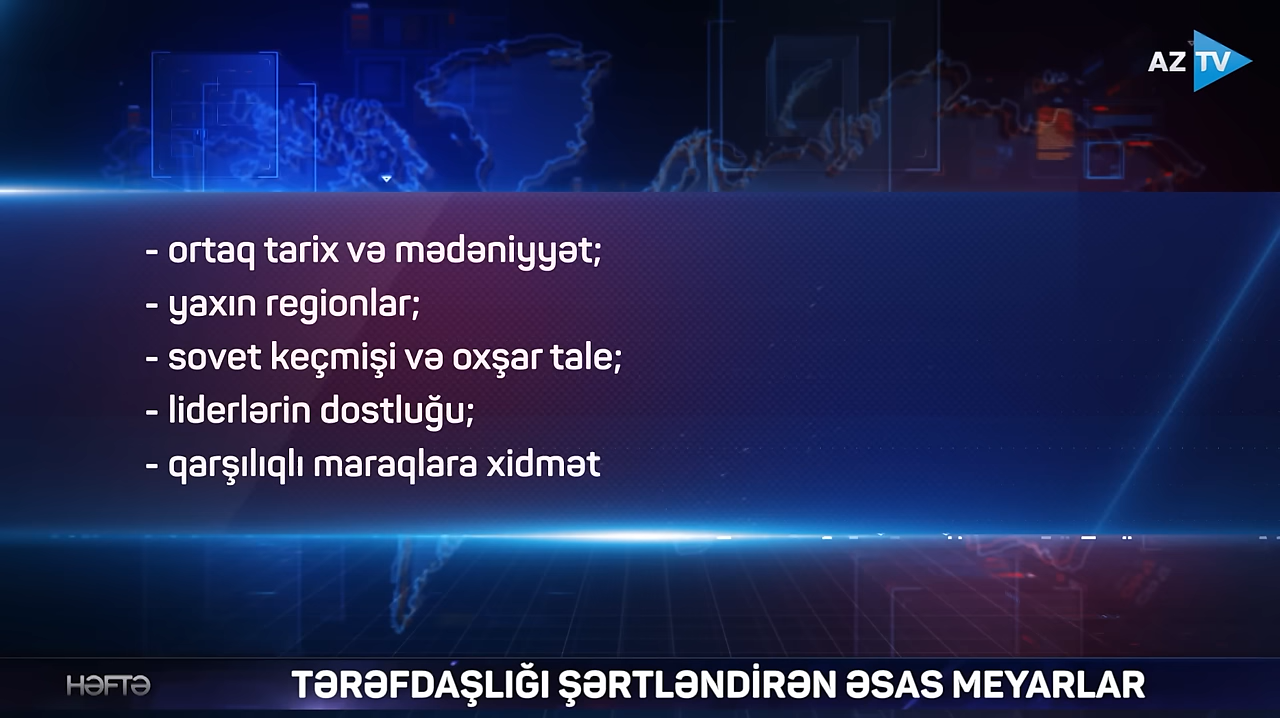 AZ TV
- ortaq tarix və mədəniyyət;
- yaxın regionlar;
- sovet keçmişi və oxşar tale;
- liderlərin dostluğu;
- qarşılıqlı maraqlara xidmət
HƏFTƏ
TƏRƏFDAŞLIĞI ŞƏRTLƏNDİRƏN ƏSAS MEYARLAR